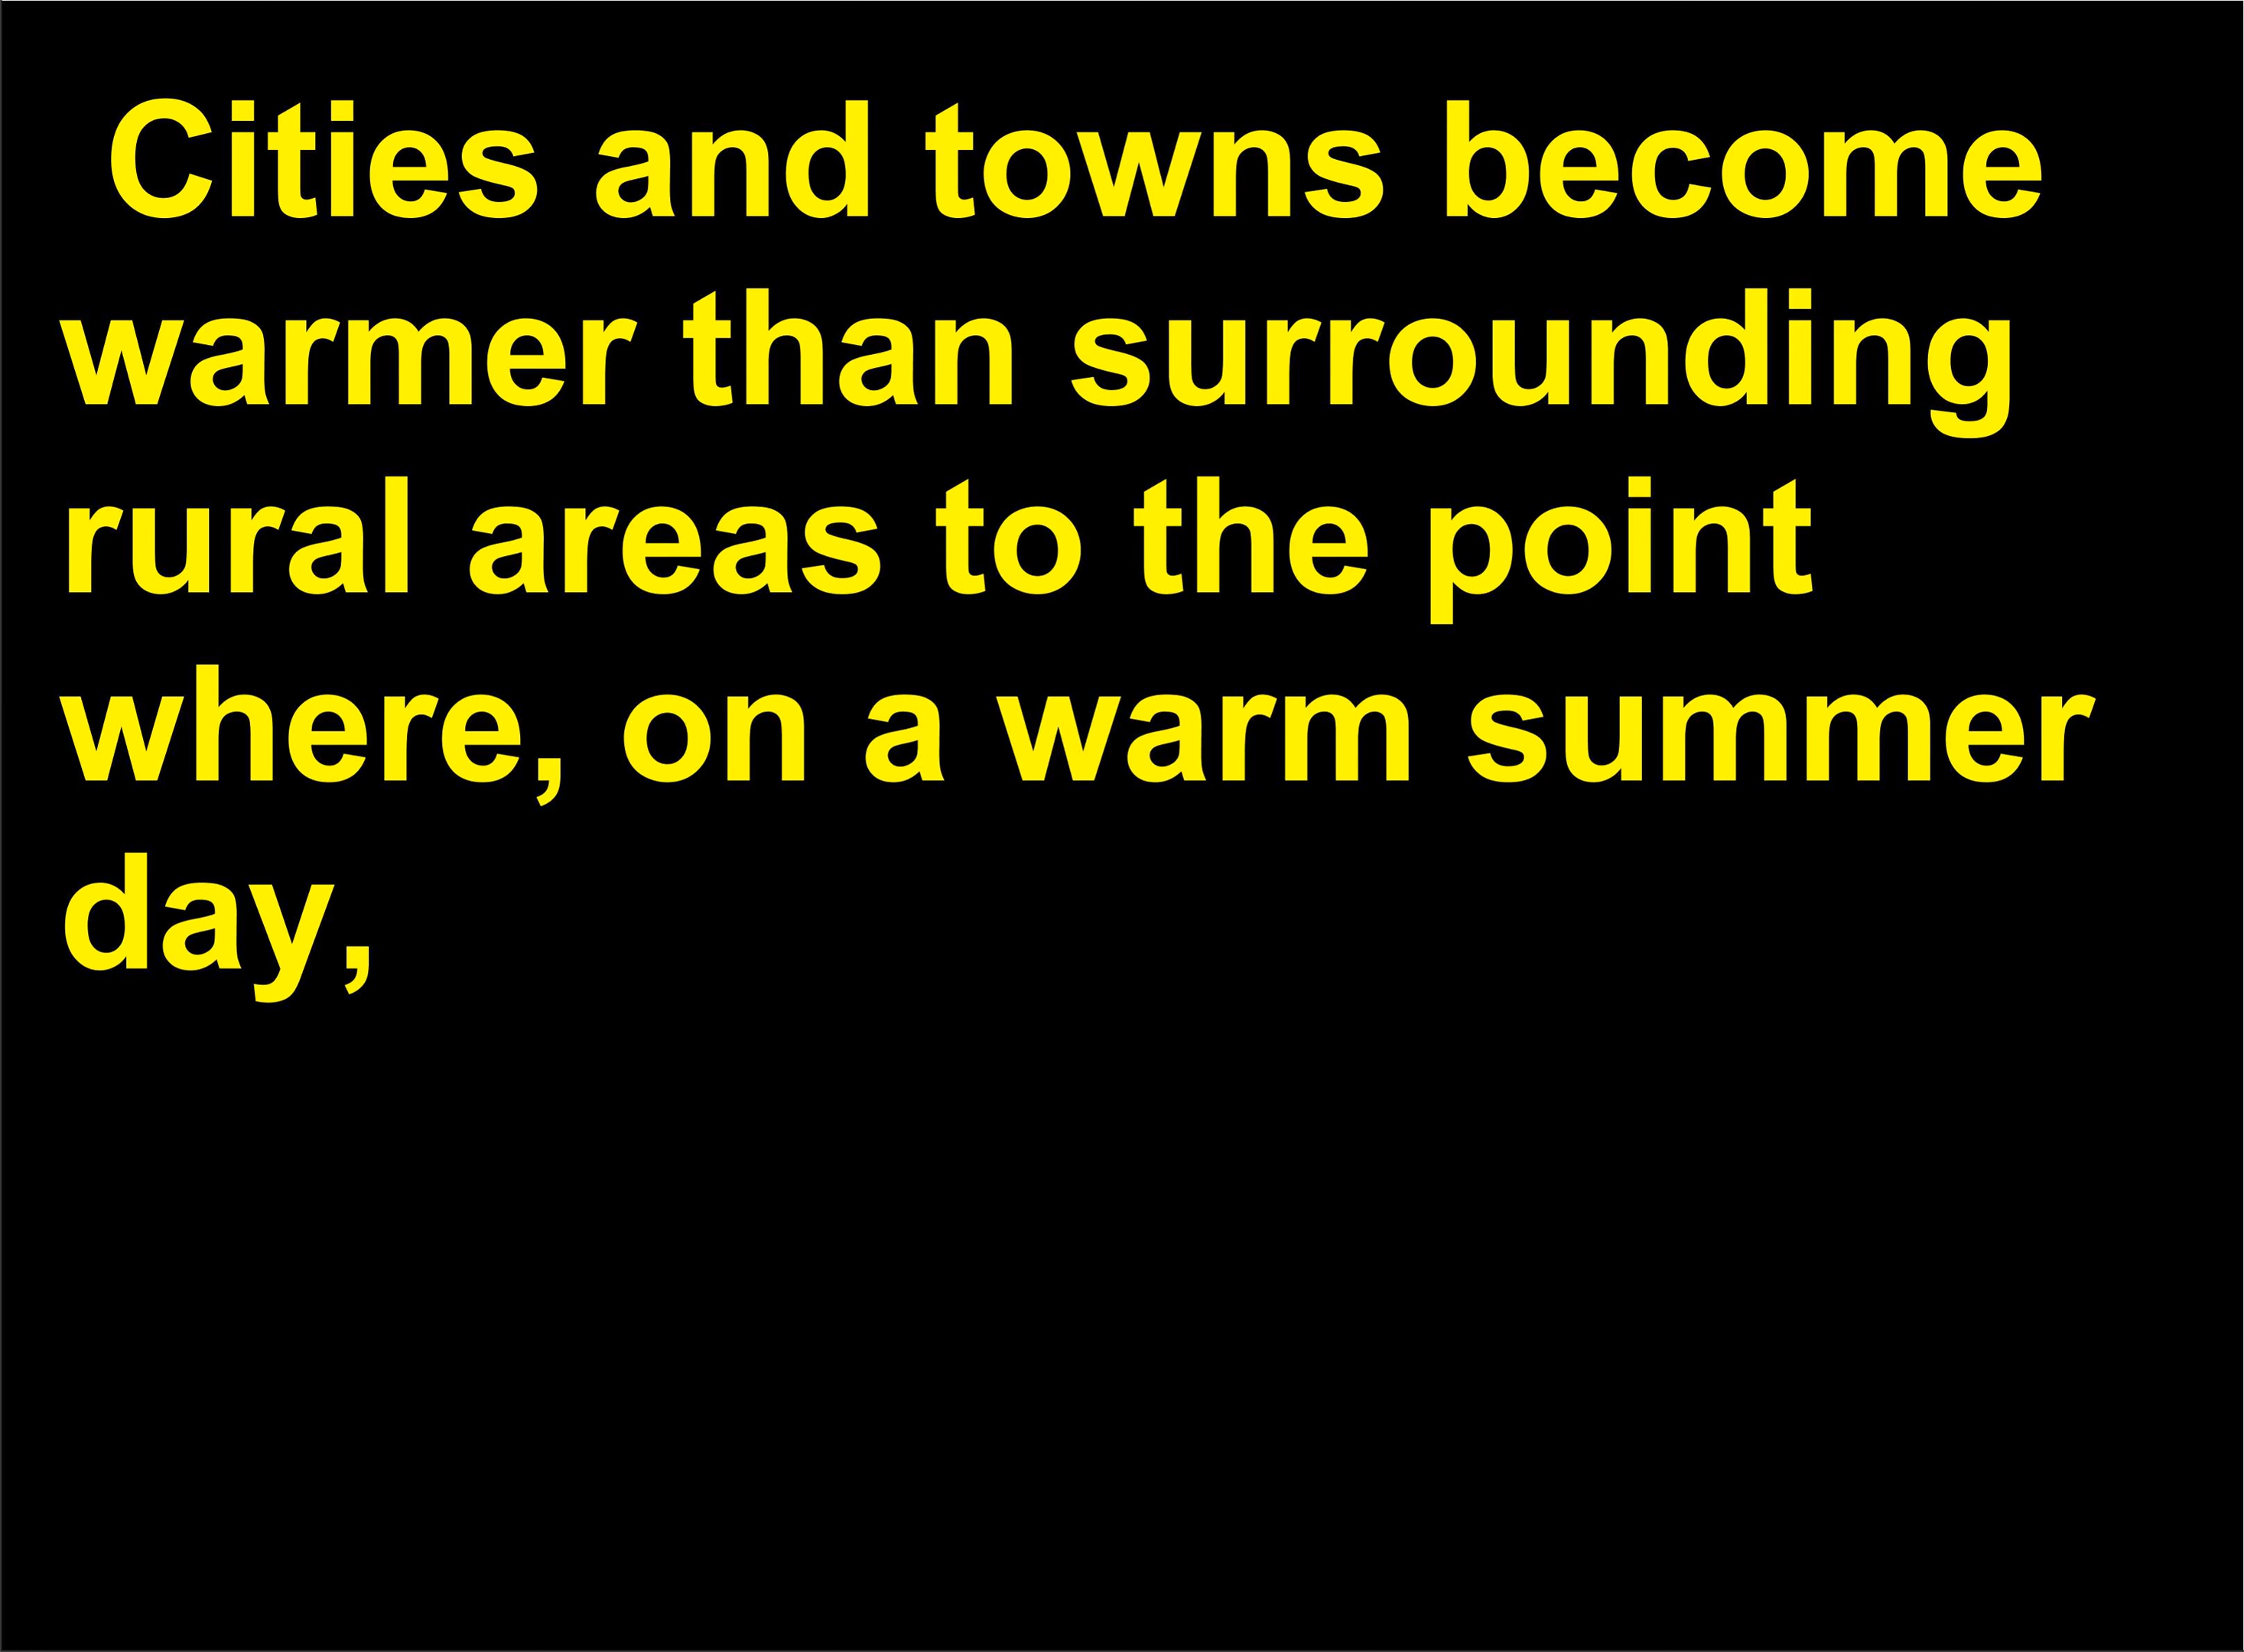 Cities and towns become
warmer than surrounding
rural areas to the point
where, on a warm summer
day,